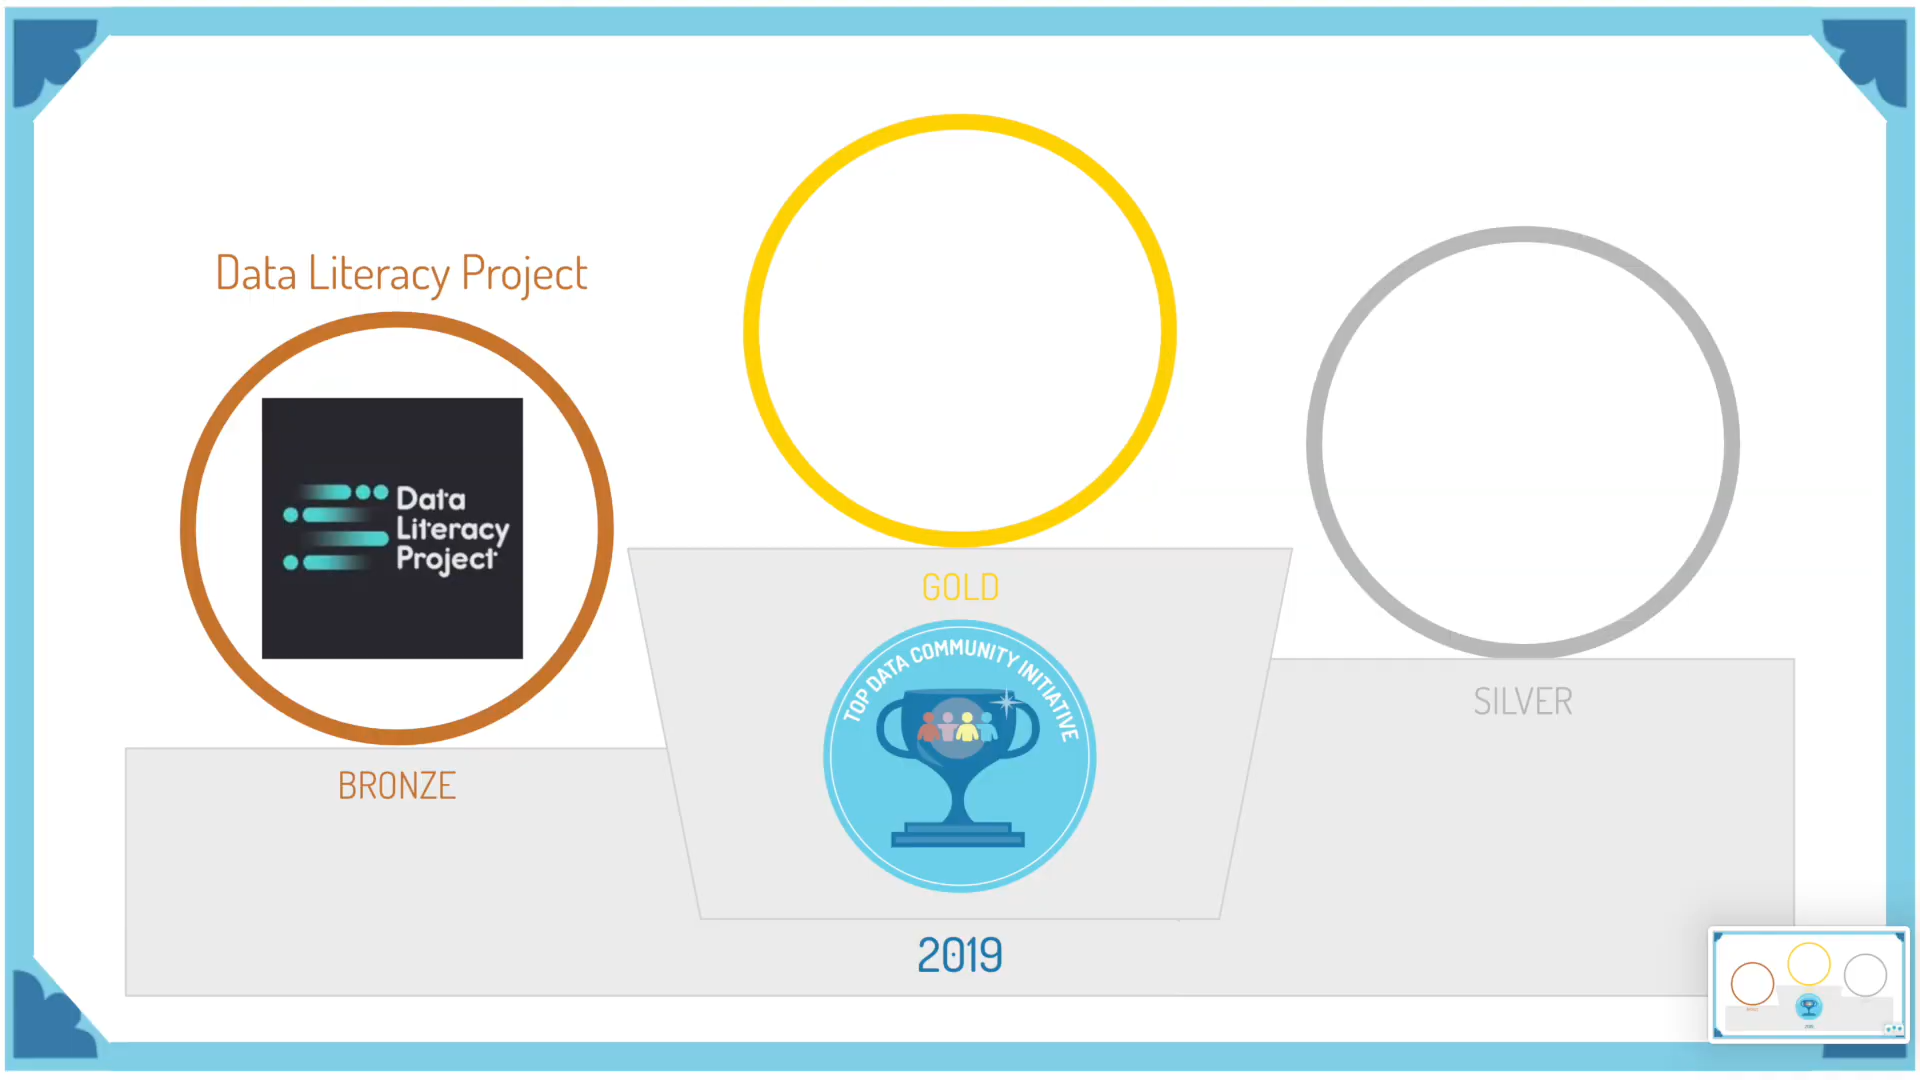 Data Literacy Project
Data
Literacy
Project
GOLD
TOP DATA COMMUNITY INITIATIVE
SILVER
BRONZE
2019